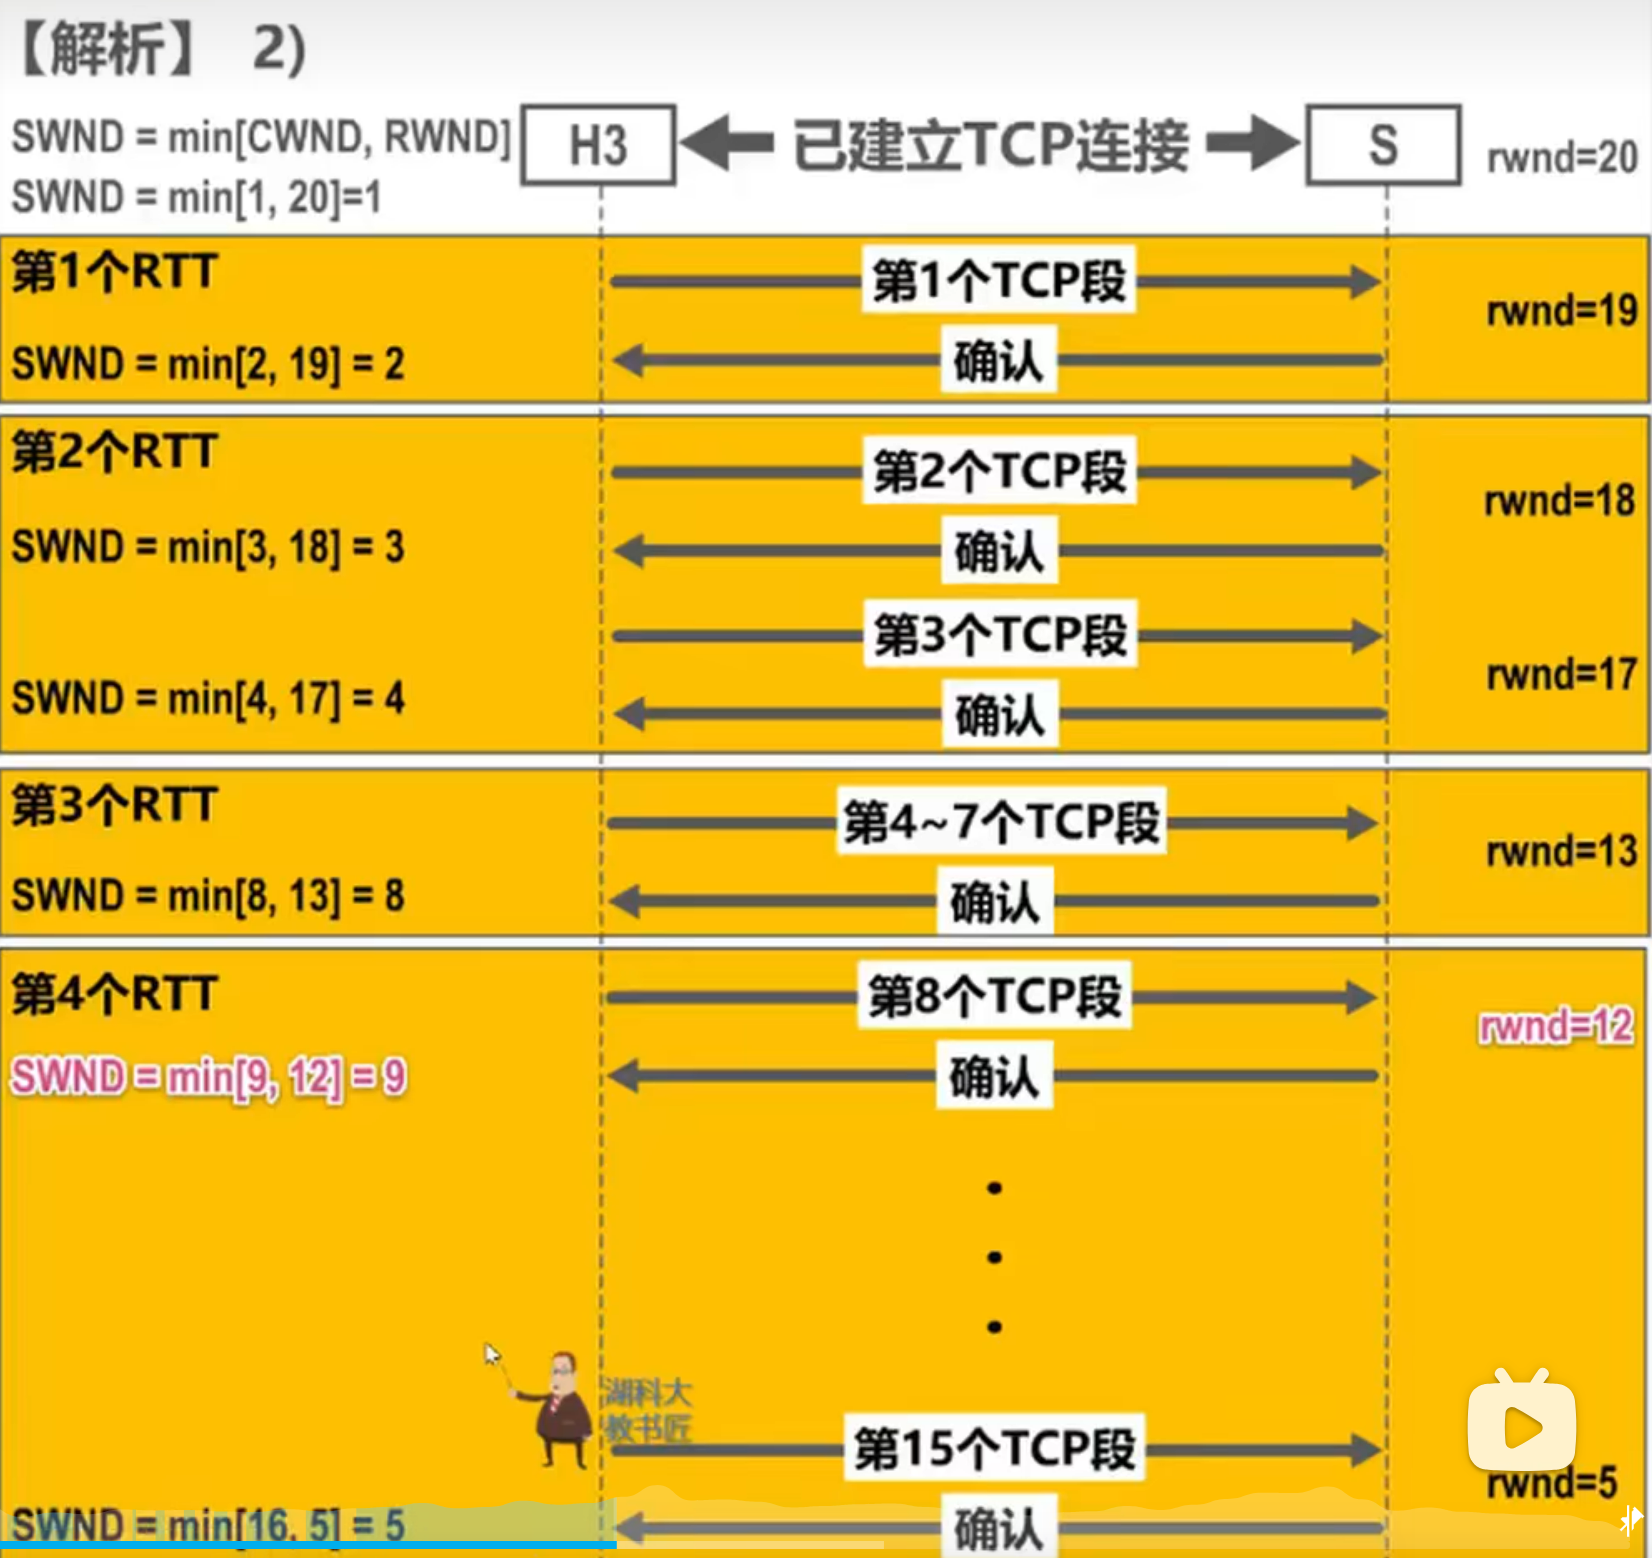 【解析】 2)
SWND = min[CWND, RWND]
H3
已建立TCP连接
S
rwnd=20
SWND = min[1, 20]=1
第1个RTT
第1个TCP段
rwnd=19
SWND = min[2, 19] = 2
确认
第2个RTT
第2个TCP段
rwnd=18
SWND = min[3, 18] = 3
确认
第3个TCP段
rwnd=17
SWND = min[4, 17] = 4
确认
第3个RTT
第4~7个TCP段
rwnd=13
SWND = min[8, 13] = 8
确认
第4个RTT
第8个TCP段
rwnd=12
SWND = min[9, 12] = 9
确认
湖科大
教书匠
第15个TCP段
rwnd=5
SWND = min[16, 5] = 5
确认